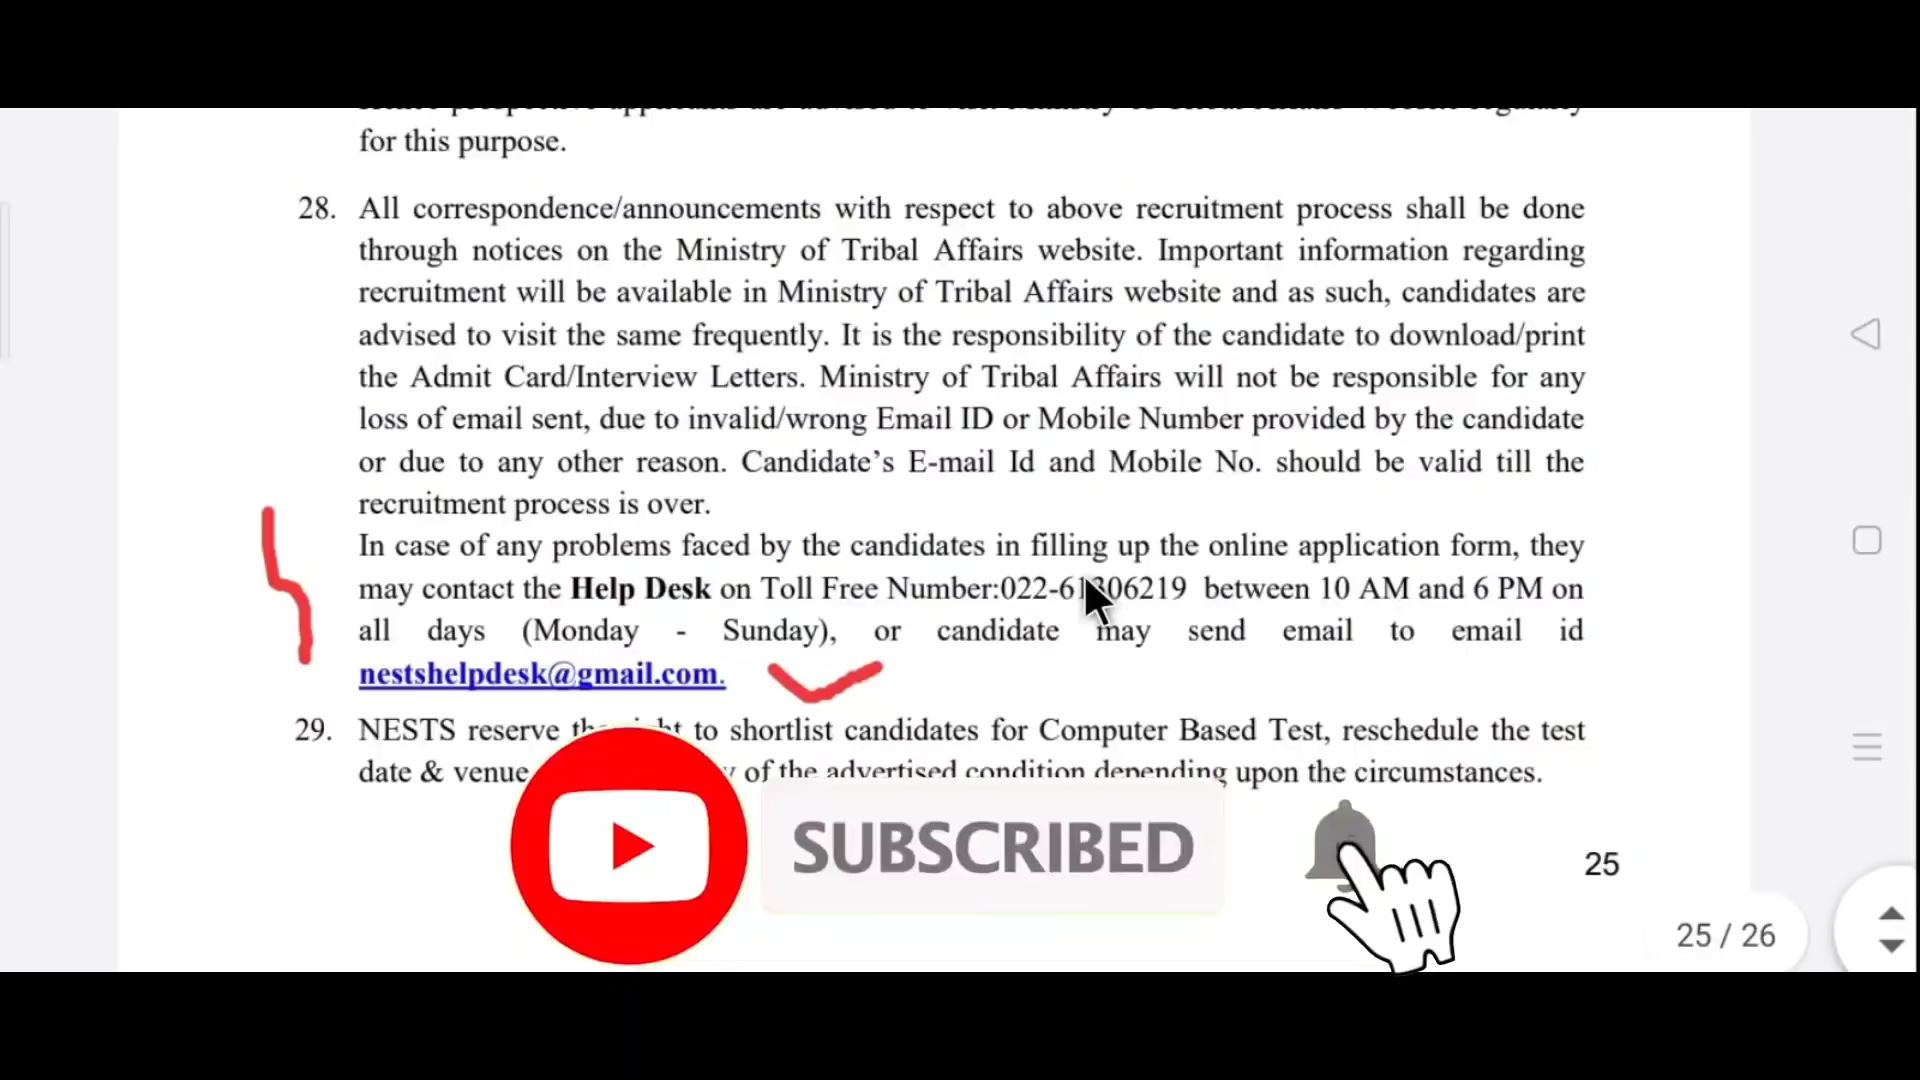 for this purpose.
28. All correspondence/announcements with respect to above recruitment process shall be done
through notices on the Ministry of Tribal Affairs website. Important information regarding
recruitment will be available in Ministry of Tribal Affairs website and as such, candidates are
advised to visit the same frequently. It is the responsibility of the candidate to download/print
the Admit Card/Interview Letters. Ministry of Tribal Affairs will not be responsible for any
loss of email sent, due to invalid/wrong Email ID or Mobile Number provided by the candidate
or due to any other reason. Candidate’s E-mail Id and Mobile No. should be valid till the
recruitment process is over.
In case of any problems faced by the candidates in filling up the online application form, they
may contact the Help Desk on Toll Free Number: between 10 AM and 6 PM on
all days (Monday - Sunday), or candidate may send email to email id
nestshelpdesk@gmail.com.
29. NESTS reserve to shortlist candidates for Computer Based Test, reschedule the test
date & venue of the advertised condition depending upon the circumstances.
SUBSCRIBED
25
25 / 26